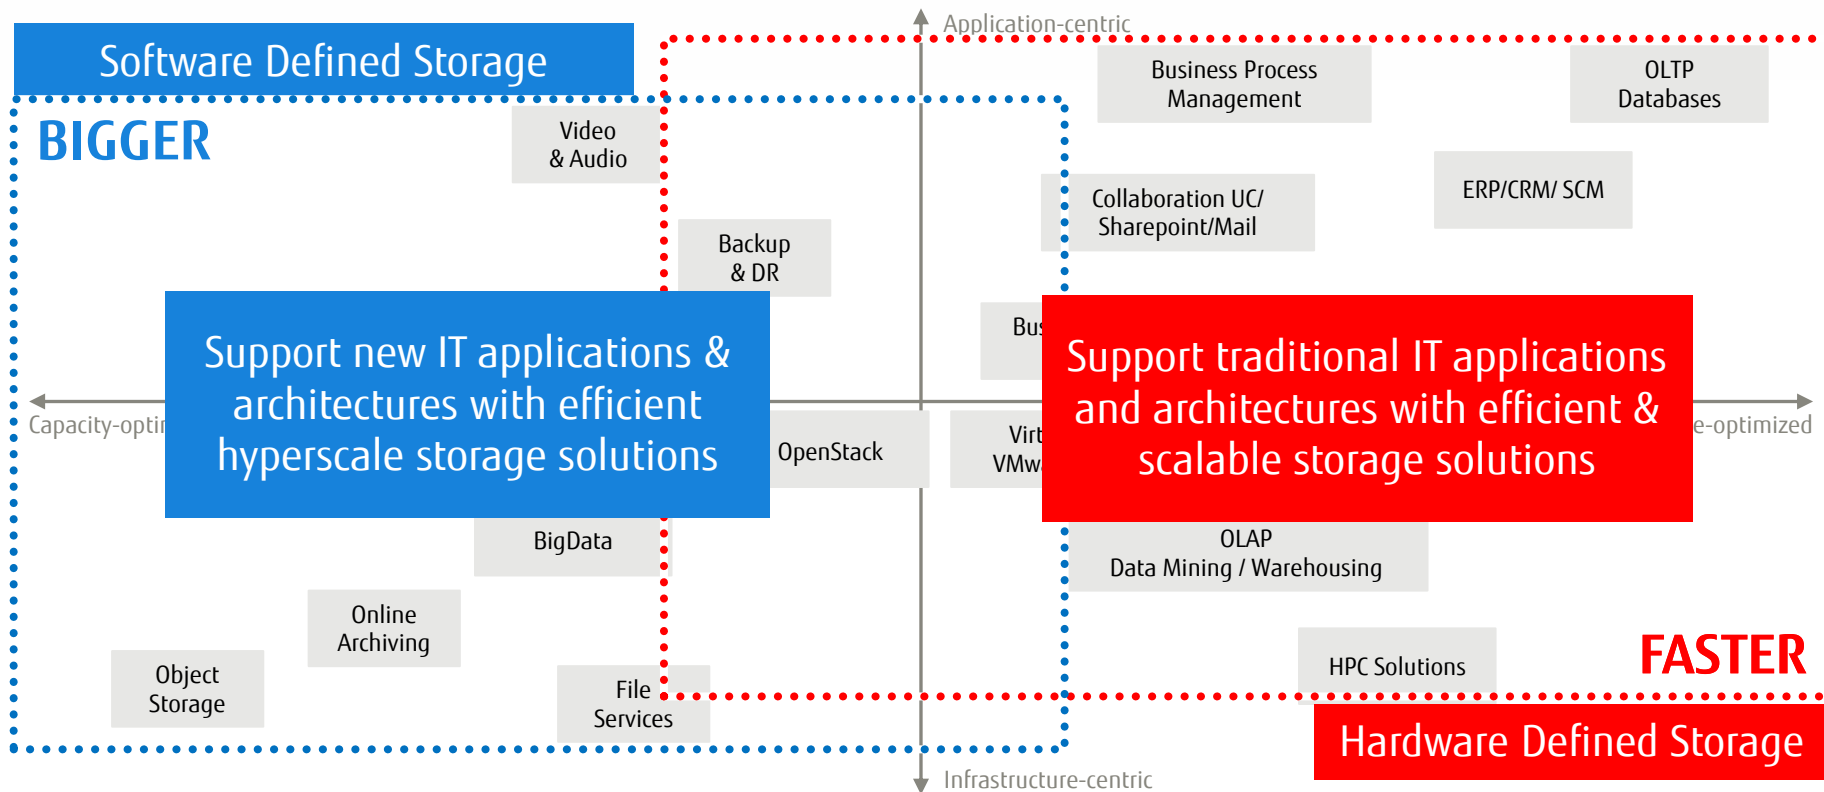 Application-centric
Software Defined Storage
BIGGER
Video
& Audio
Business Process
Management
OLTP
Databases
Collaboration UC/
Sharepoint/Mail
ERP/CRM/ SCM
Backup
& DR
Support new IT applications &
architectures with efficient
hyperscale storage solutions
Support traditional IT applications
and architectures with efficient &
scalable storage solutions
OpenStack
BigData
OLAP
Data Mining / Warehousing
Online
Archiving
Object
Storage
File
Services
HPC Solutions
FASTER
Hardware Defined Storage
Infrastructure-centric